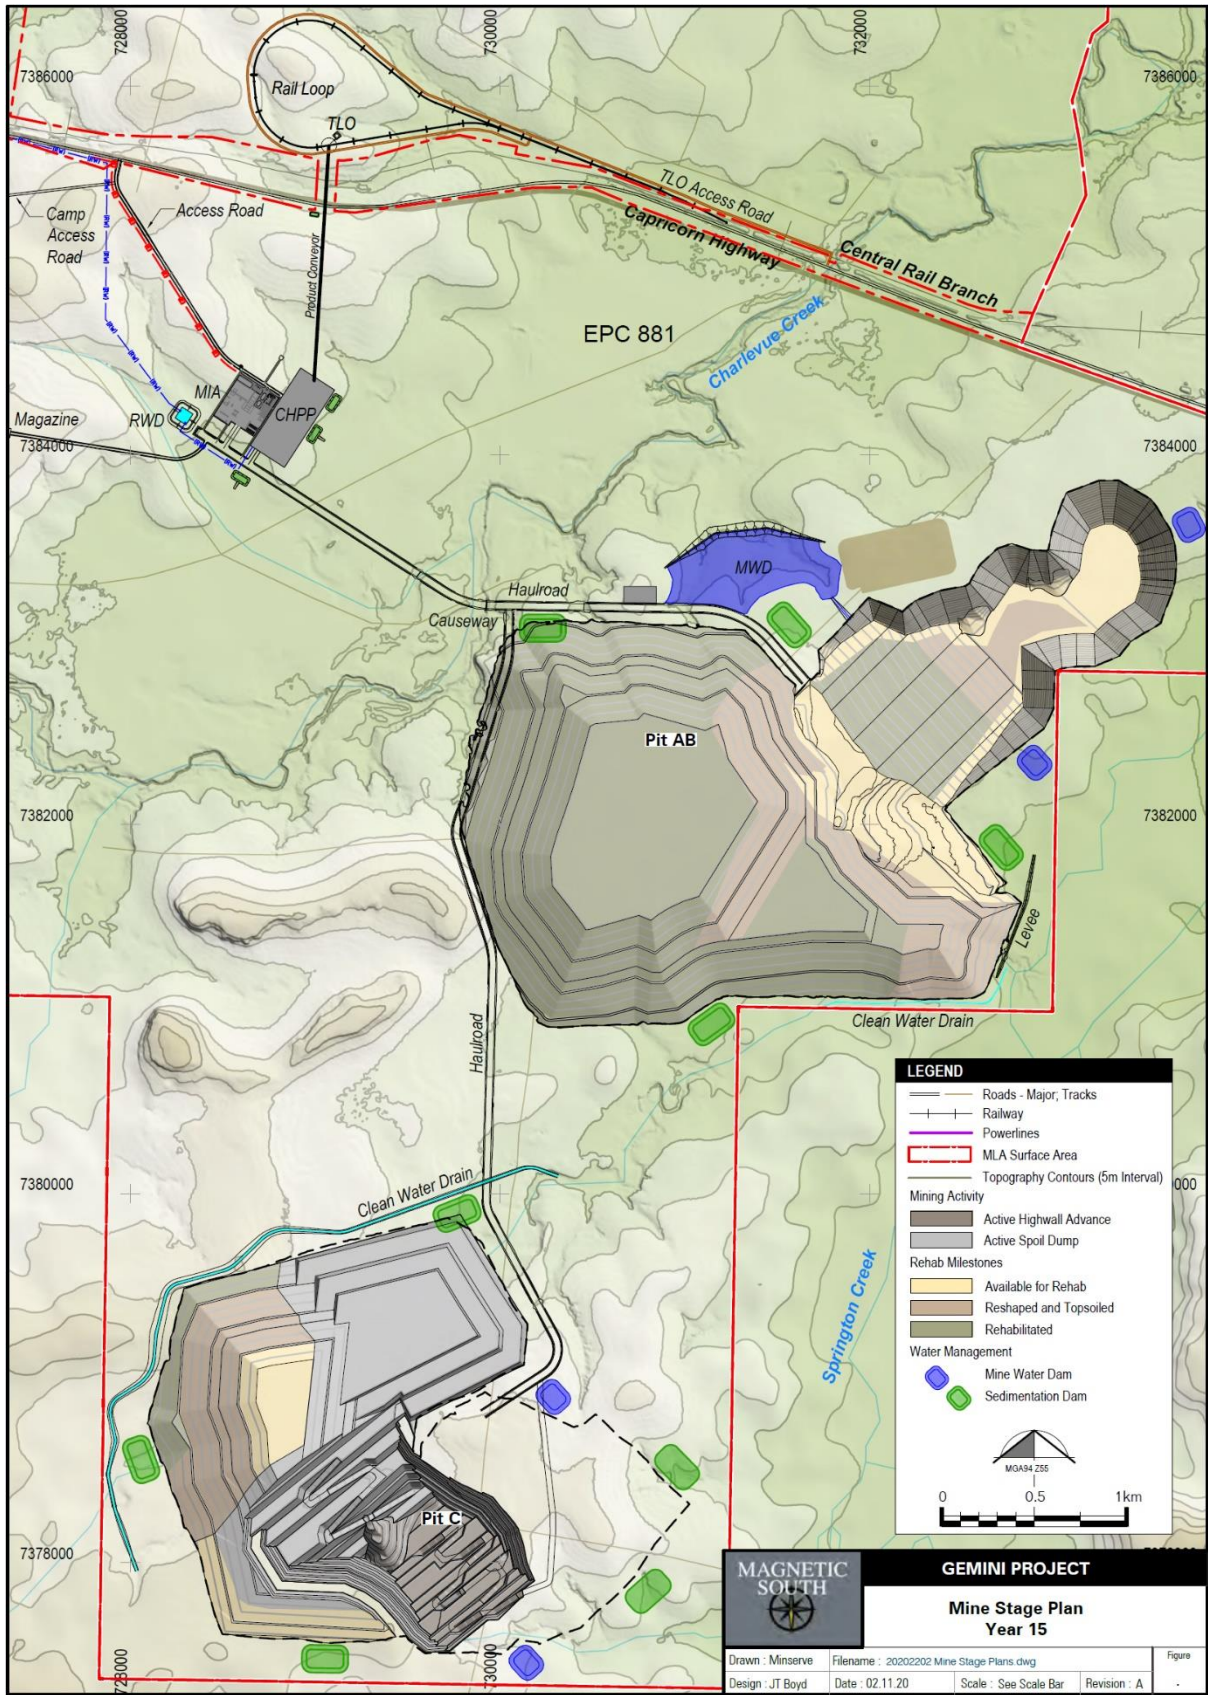 728000
730000
732000
7386000
7386000
Rail Loop
TLO
TLO Access Road
Camp
Access
Road
Access Road
Capricorn Highway
Central Rail Branch
Product Conveyor
EPC 881
Charlevue Creek
MIA
CHPP
RWD
Magazine
7384000
7384000
MWD
Haulroad
Causeway
Pit AB
7382000
7382000
Levee
Clean Water Drain
Haulroad
LEGEND
Roads - Major; Tracks
Railway
Powerlines
MLA Surface Area
Topography Contours (5m Interval)
Mining Activity
Active Highwall Advance
Active Spoil Dump
Rehab Milestones
Available for Rehab
Reshaped and Topsoiled
Rehabilitated
Water Management
Mine Water Dam
Sedimentation Dam
MGA94 Z55
0 0.5 1km
7380000
Clean Water Drain
Springton Creek
Pit C
7378000
728000
730000
MAGNETIC
SOUTH
GEMINI PROJECT
Mine Stage Plan
Year 15
Drawn : Minserve
Filename : 20202202 Mine Stage Plans.dwg
Figure
Design : JT Boyd
Date : 02.11.20
Scale : See Scale Bar
Revision : A
-